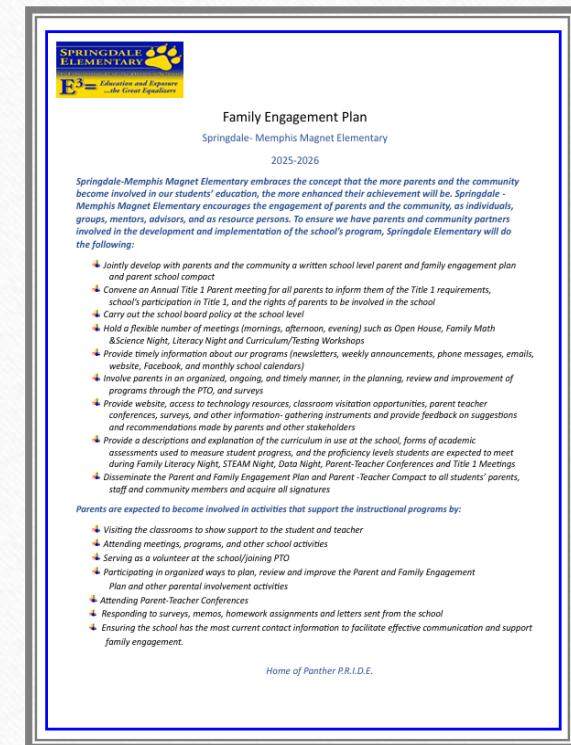 SPRINGDALE
ELEMENTARY
E3= Education and Exposure
...the Great Equalizers
Family Engagement Plan
Springdale- Memphis Magnet Elementary
2025-2026
Springdale-Memphis Magnet Elementary embraces the concept that the more parents and the community
become involved in our students' education, the more enhanced their achievement will be. Springdale -
Memphis Magnet Elementary encourages the engagement of parents and the community, as individuals,
groups, mentors, advisors, and as resource persons. To ensure we have parents and community partners
involved in the development and implementation of the school's program, Springdale Elementary will do
the following:
Jointly develop with parents and the community a written school level parent and family engagement plan
and parent school compact
Convene an Annual Title 1 Parent meeting for all parents to inform them of the Title 1 requirements,
school's participation in Title 1, and the rights of parents to be involved in the school
Carry out the school board policy at the school level
Hold a flexible number of meetings (mornings, afternoon, evening) such as Open House, Family Math
&Science Night, Literacy Night and Curriculum/Testing Workshops
Provide timely information about our programs (newsletters, weekly announcements, phone messages, emails,
website, Facebook, and monthly school calendars)
Involve parents in an organized, ongoing, and timely manner, in the planning, review and improvement of
programs through the PTO, and surveys
Provide website, access to technology resources, classroom visitation opportunities, parent teacher
conferences, surveys, and other information- gathering instruments and provide feedback on suggestions
and recommendations made by parents and other stakeholders
Provide a descriptions and explanation of the curriculum in use at the school, forms of academic
assessments used to measure student progress, and the proficiency levels students are expected to meet
during Family Literacy Night, STEAM Night, Data Night, Parent-Teacher Conferences and Title 1 Meetings
Disseminate the Parent and Family Engagement Plan and Parent -Teacher Compact to all students' parents,
staff and community members and acquire all signatures
Parents are expected to become involved in activities that support the instructional programs by:
Visiting the classrooms to show support to the student and teacher
Attending meetings, programs, and other school activities
Serving as a volunteer at the school/joining PTO
Participating in organized ways to plan, review and improve the Parent and Family Engagement
Plan and other parental involvement activities
Attending Parent-Teacher Conferences
Responding to surveys, memos, homework assignments and letters sent from the school
Ensuring the school has the most current contact information to facilitate effective communication and support
family engagement.
Home of Panther P.R.I.D.E.